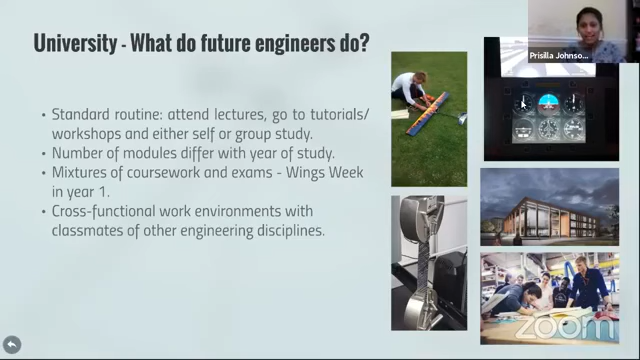 University - What do future engineers do?
• Standard routine: attend lectures, go to tutorials/
workshops and either self or group study.
• Number of modules differ with year of study.
• Mixtures of coursework and exams - Wings Week
in year 1.
• Cross-functional work environments with
classmates of other engineering disciplines.
Prisilla Johnso...
zoom